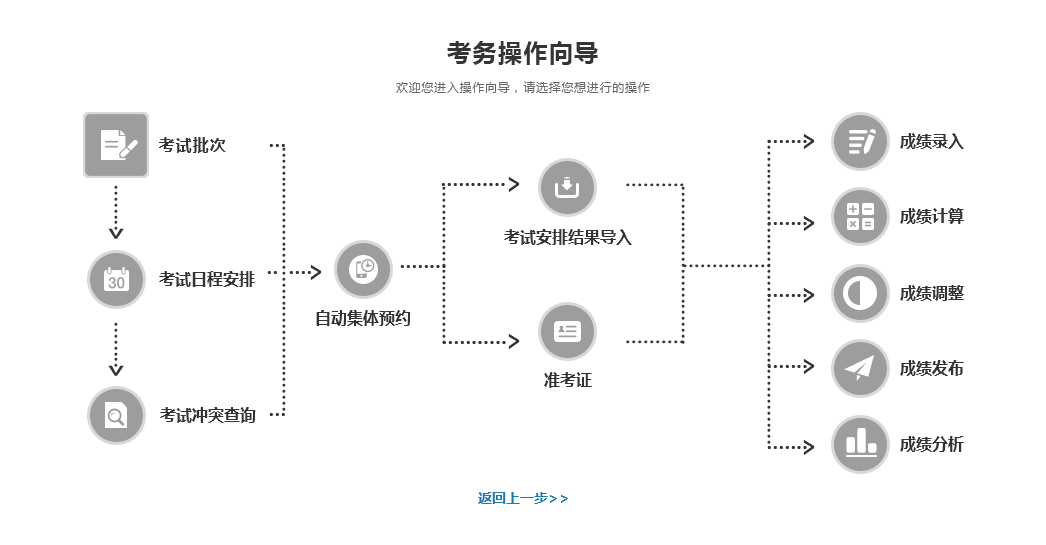 考务操作向导
欢迎您进入操作向导，请选择您想进行的操作
考试批次
30
考试日程安排
考试冲突查询
自动集体预约
考试安排结果导入
准考证
成绩录入
成绩计算
成绩调整
成绩发布
成绩分析
返回上一步>>